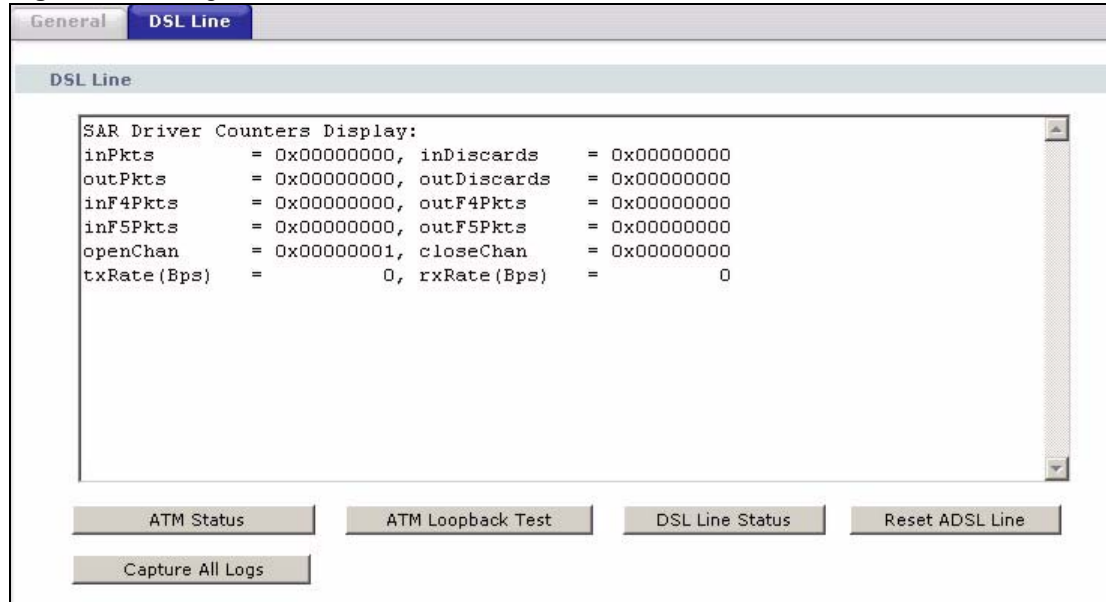 General DSL Line
DSL Line
SAR Driver Counters Display:
inPkts = 0x00000000, inDiscards = 0x00000000
outPkts = 0x00000000, outDiscards = 0x00000000
inF4Pkts = 0x00000000, outF4Pkts = 0x00000000
inF5Pkts = 0x00000000, outF5Pkts = 0x00000000
openChan = 0x00000001, closeChan = 0x00000000
txRate(Bps) = 0, rxRate(Bps) = 0
ATM Status ATM Loopback Test DSL Line Status Reset ADSL Line
Capture All Logs